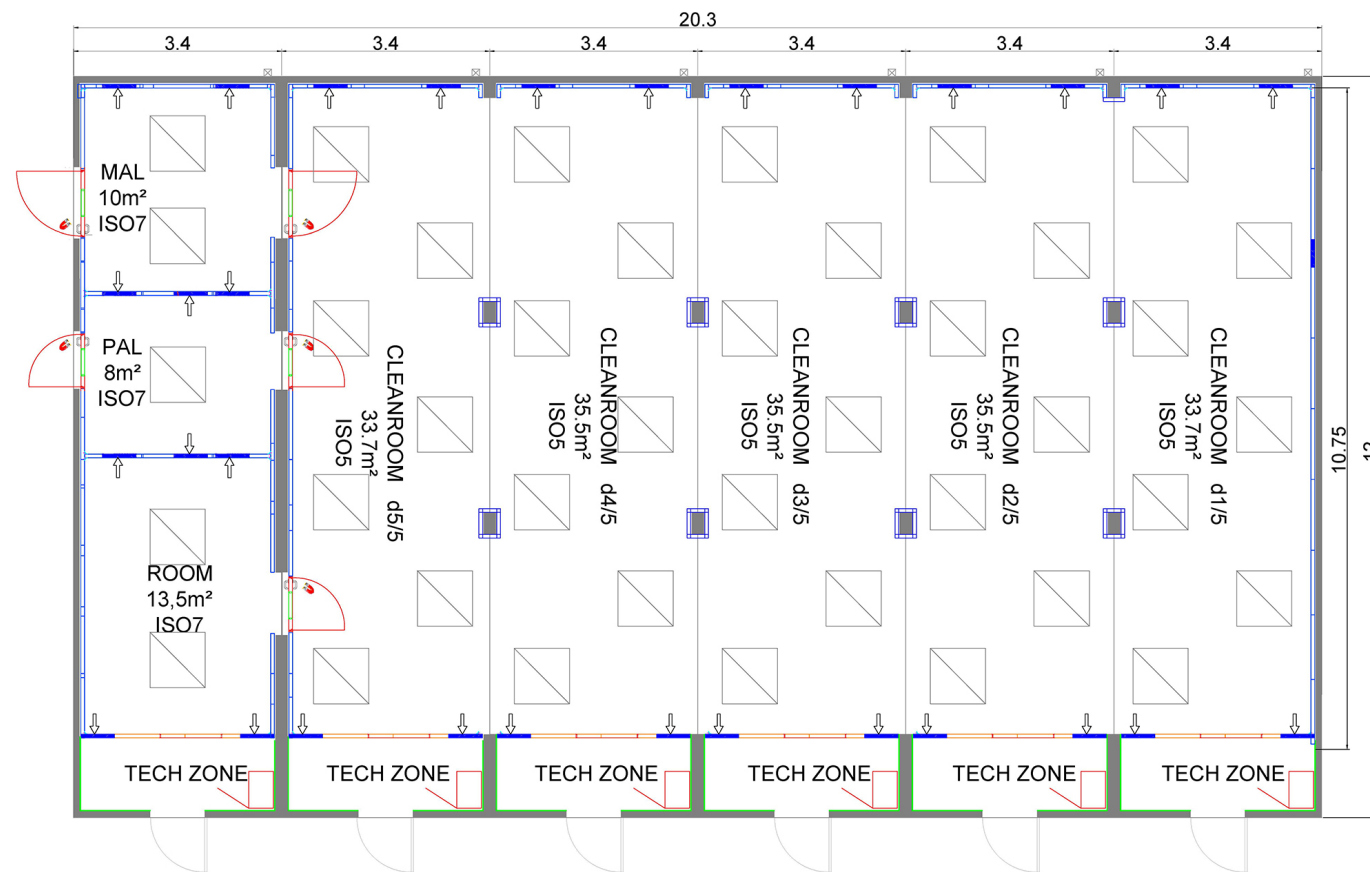 20.3
3.4
3.4
3.4
3.4
3.4
3.4
MAL
10m²
ISO7
PAL
8m²
ISO7
ROOM
13,5m²
ISO7
CLEANROOM d5/5
33.7m²
ISO5
CLEANROOM d4/5
35.5m²
ISO5
CLEANROOM d3/5
35.5m²
ISO5
CLEANROOM d2/5
35.5m²
ISO5
CLEANROOM d1/5
33.7m²
ISO5
10.75
TECH ZONE
TECH ZONE
TECH ZONE
TECH ZONE
TECH ZONE
TECH ZONE